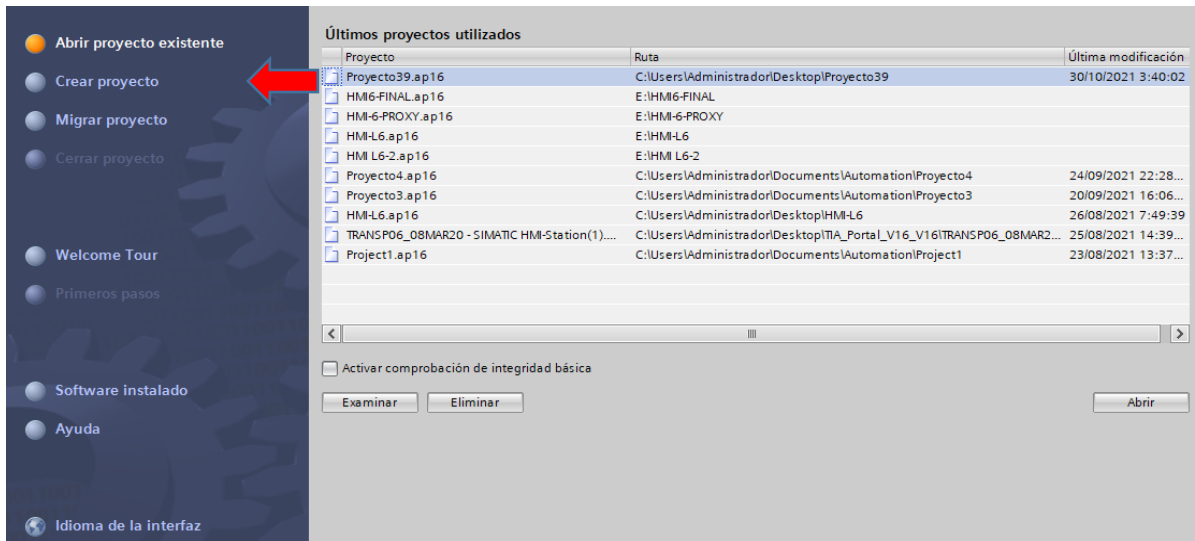 Abrir proyecto existente
Crear proyecto
Migrar proyecto
Cerrar proyecto
Welcome Tour
Primeros pasos
Software instalado
Ayuda
Idioma de la interfaz
Últimos proyectos utilizados
Proyecto Ruta Última modificación
Proyecto39.ap16 C:\Users\Administrador\Desktop\Proyecto39 30/10/2021 3:40:02
HMI6-FINAL.ap16 E:\HMI6-FINAL
HMI-6-PROXY.ap16 E:\HMI-6-PROXY
HMI-L6.ap16 E:\HMI-L6
HMI L6-2.ap16 E:\HMI L6-2
Proyecto4.ap16 C:\Users\Administrador\Documents\Automation\Proyecto4 24/09/2021 22:28...
Proyecto3.ap16 C:\Users\Administrador\Documents\Automation\Proyecto3 20/09/2021 16:06...
HMI-L6.ap16 C:\Users\Administrador\Desktop\HMI-L6 26/08/2021 7:49:39
TRANSP06_08MAR20 - SIMATIC HMI-Station(1).... C:\Users\Administrador\Desktop\TIA_Portal_V16_V16\TRANSP06_08MAR2... 25/08/2021 14:39...
Project1.ap16 C:\Users\Administrador\Documents\Automation\Project1 23/08/2021 13:37...
Activar comprobación de integridad básica
Examinar Eliminar Abrir